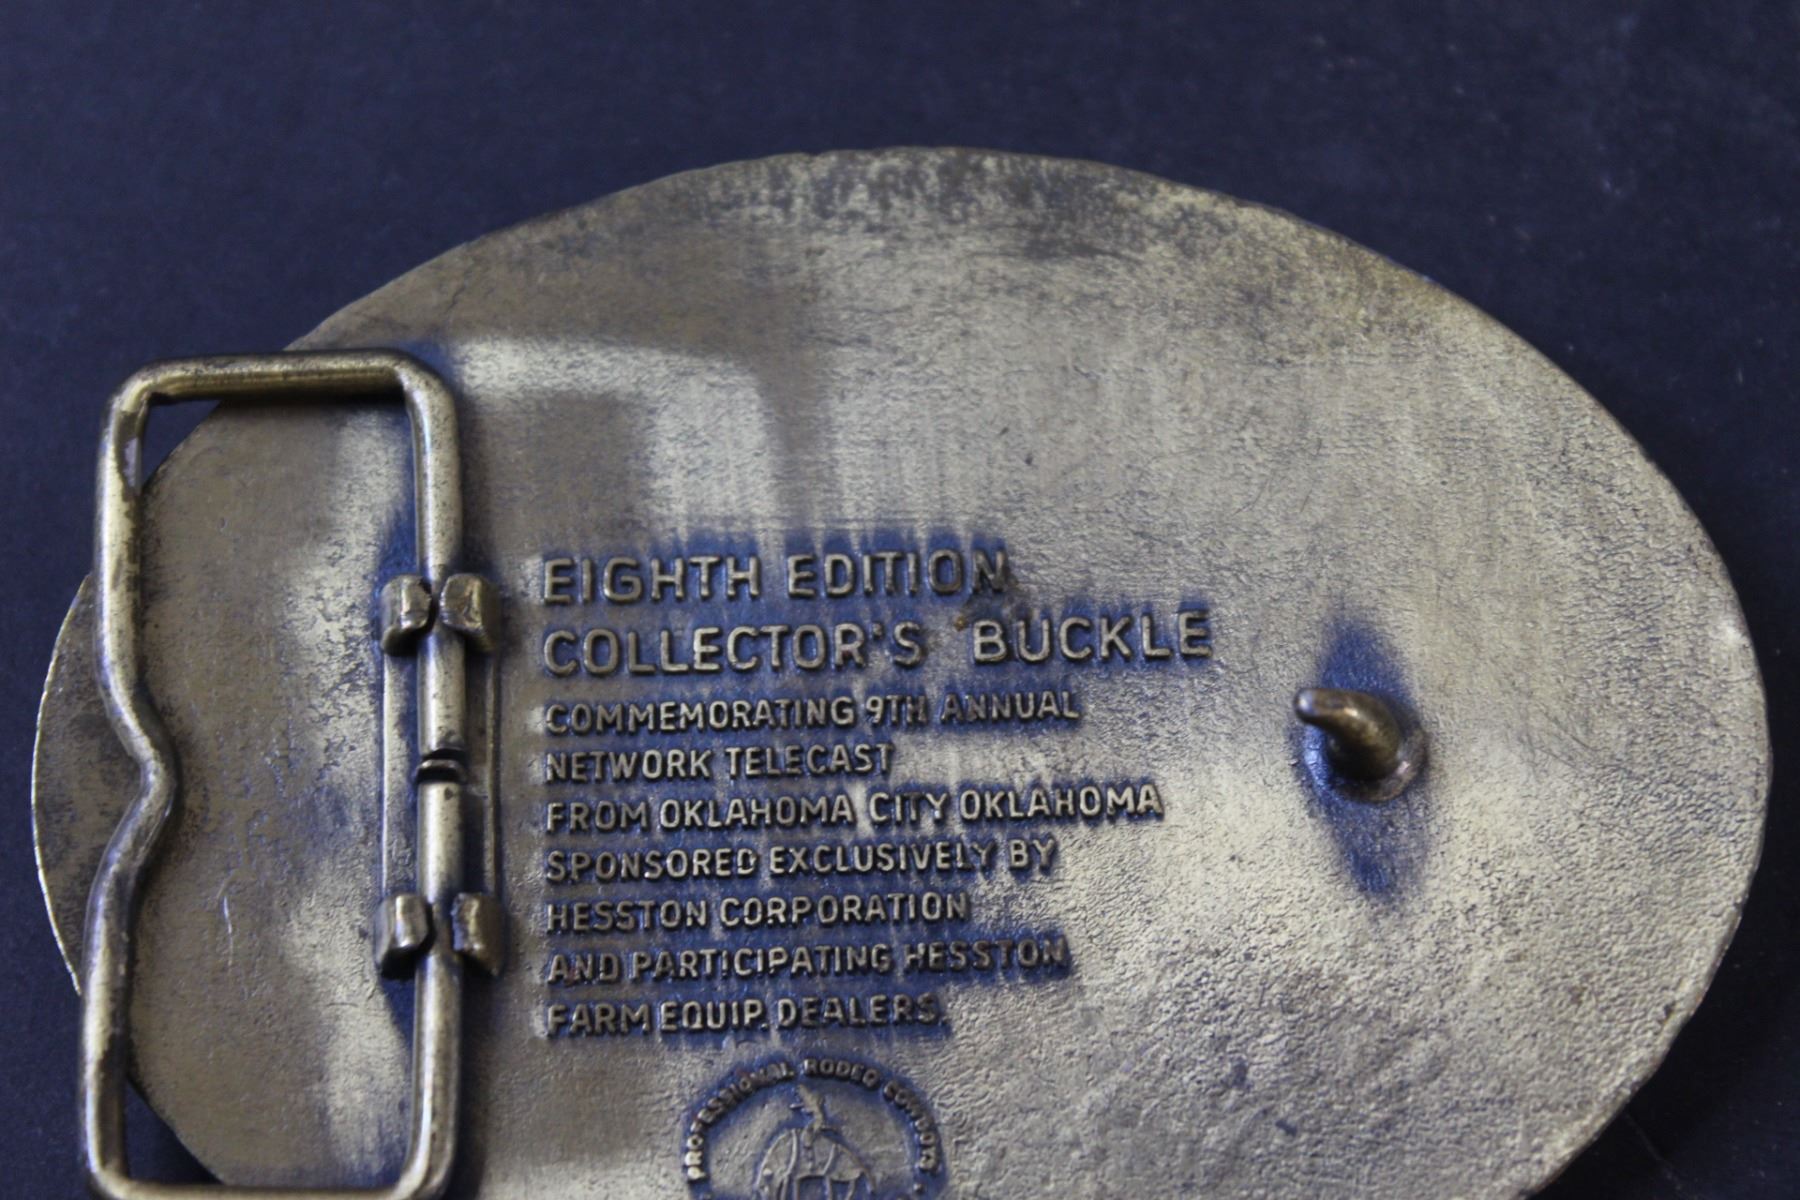 EIGHTH EDITION
COLLECTOR'S BUCKLE
COMMEMORATING 9TH ANNUAL
NETWORK TELECAST
FROM OKLAHOMA CITY OKLAHOMA
SPONSORED EXCLUSIVELY BY
HESSTON CORPORATION
AND PARTICIPATING HESSTON
FARM EQUIP. DEALERS.
PROFESSIONAL RODEO COWBOYS